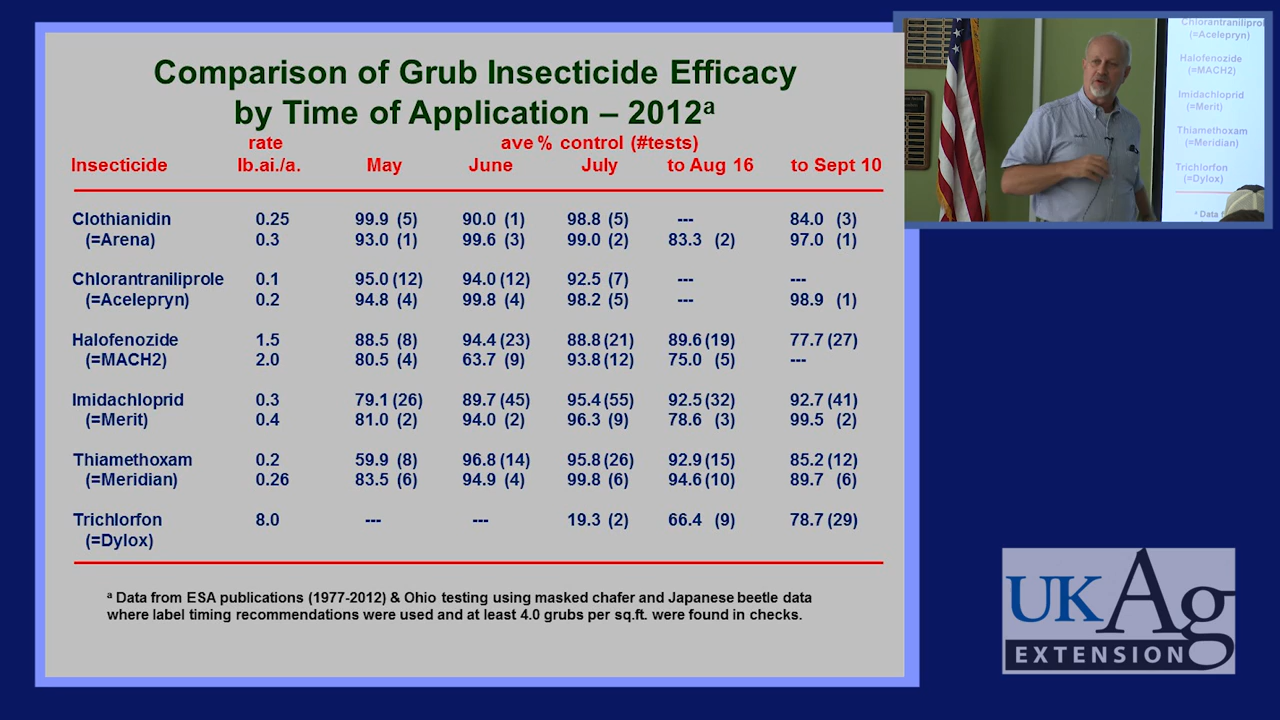 Comparison of Grub Insecticide Efficacy
by Time of Application – 2012ª
rate ave % control (#tests)
Insecticide lb.ai./a. May June July to Aug 16 to Sept 10
Clothianidin 0.25 99.9 (5) 90.0 (1) 98.8 (5) --- 84.0 (3)
(=Arena) 0.3 93.0 (1) 99.6 (3) 99.0 (2) 83.3 (2) 97.0 (1)
Chlorantraniliprole 0.1 95.0 (12) 94.0 (12) 92.5 (7) --- ---
(=Acelepryn) 0.2 94.8 (4) 99.8 (4) 98.2 (5) --- 98.9 (1)
Halofenozide 1.5 88.5 (8) 94.4 (23) 88.8 (21) 89.6 (19) 77.7 (27)
(=MACH2) 2.0 80.5 (4) 63.7 (9) 93.8 (12) 75.0 (5) ---
Imidachloprid 0.3 79.1 (26) 89.7 (45) 95.4 (55) 92.5 (32) 92.7 (41)
(=Merit) 0.4 81.0 (2) 94.0 (2) 96.3 (9) 78.6 (3) 99.5 (2)
Thiamethoxam 0.2 59.9 (8) 96.8 (14) 95.8 (26) 92.9 (15) 85.2 (12)
(=Meridian) 0.26 83.5 (6) 94.9 (4) 99.8 (6) 94.6 (10) 89.7 (6)
Trichlorfon 8.0 --- --- 19.3 (2) 66.4 (9) 78.7 (29)
(=Dylox)
ª Data from ESA publications (1977-2012) & Ohio testing using masked chafer and Japanese beetle data
where label timing recommendations were used and at least 4.0 grubs per sq.ft. were found in checks.
Chlorantraniliprol
(=Acelepryn)
Halofenozide
(=MACH2)
Imidachloprid
(=Merit)
Thiamethoxam
(=Meridian)
Trichlorfon
(=Dylox)
ª Data f
UKAg
EXTENSION